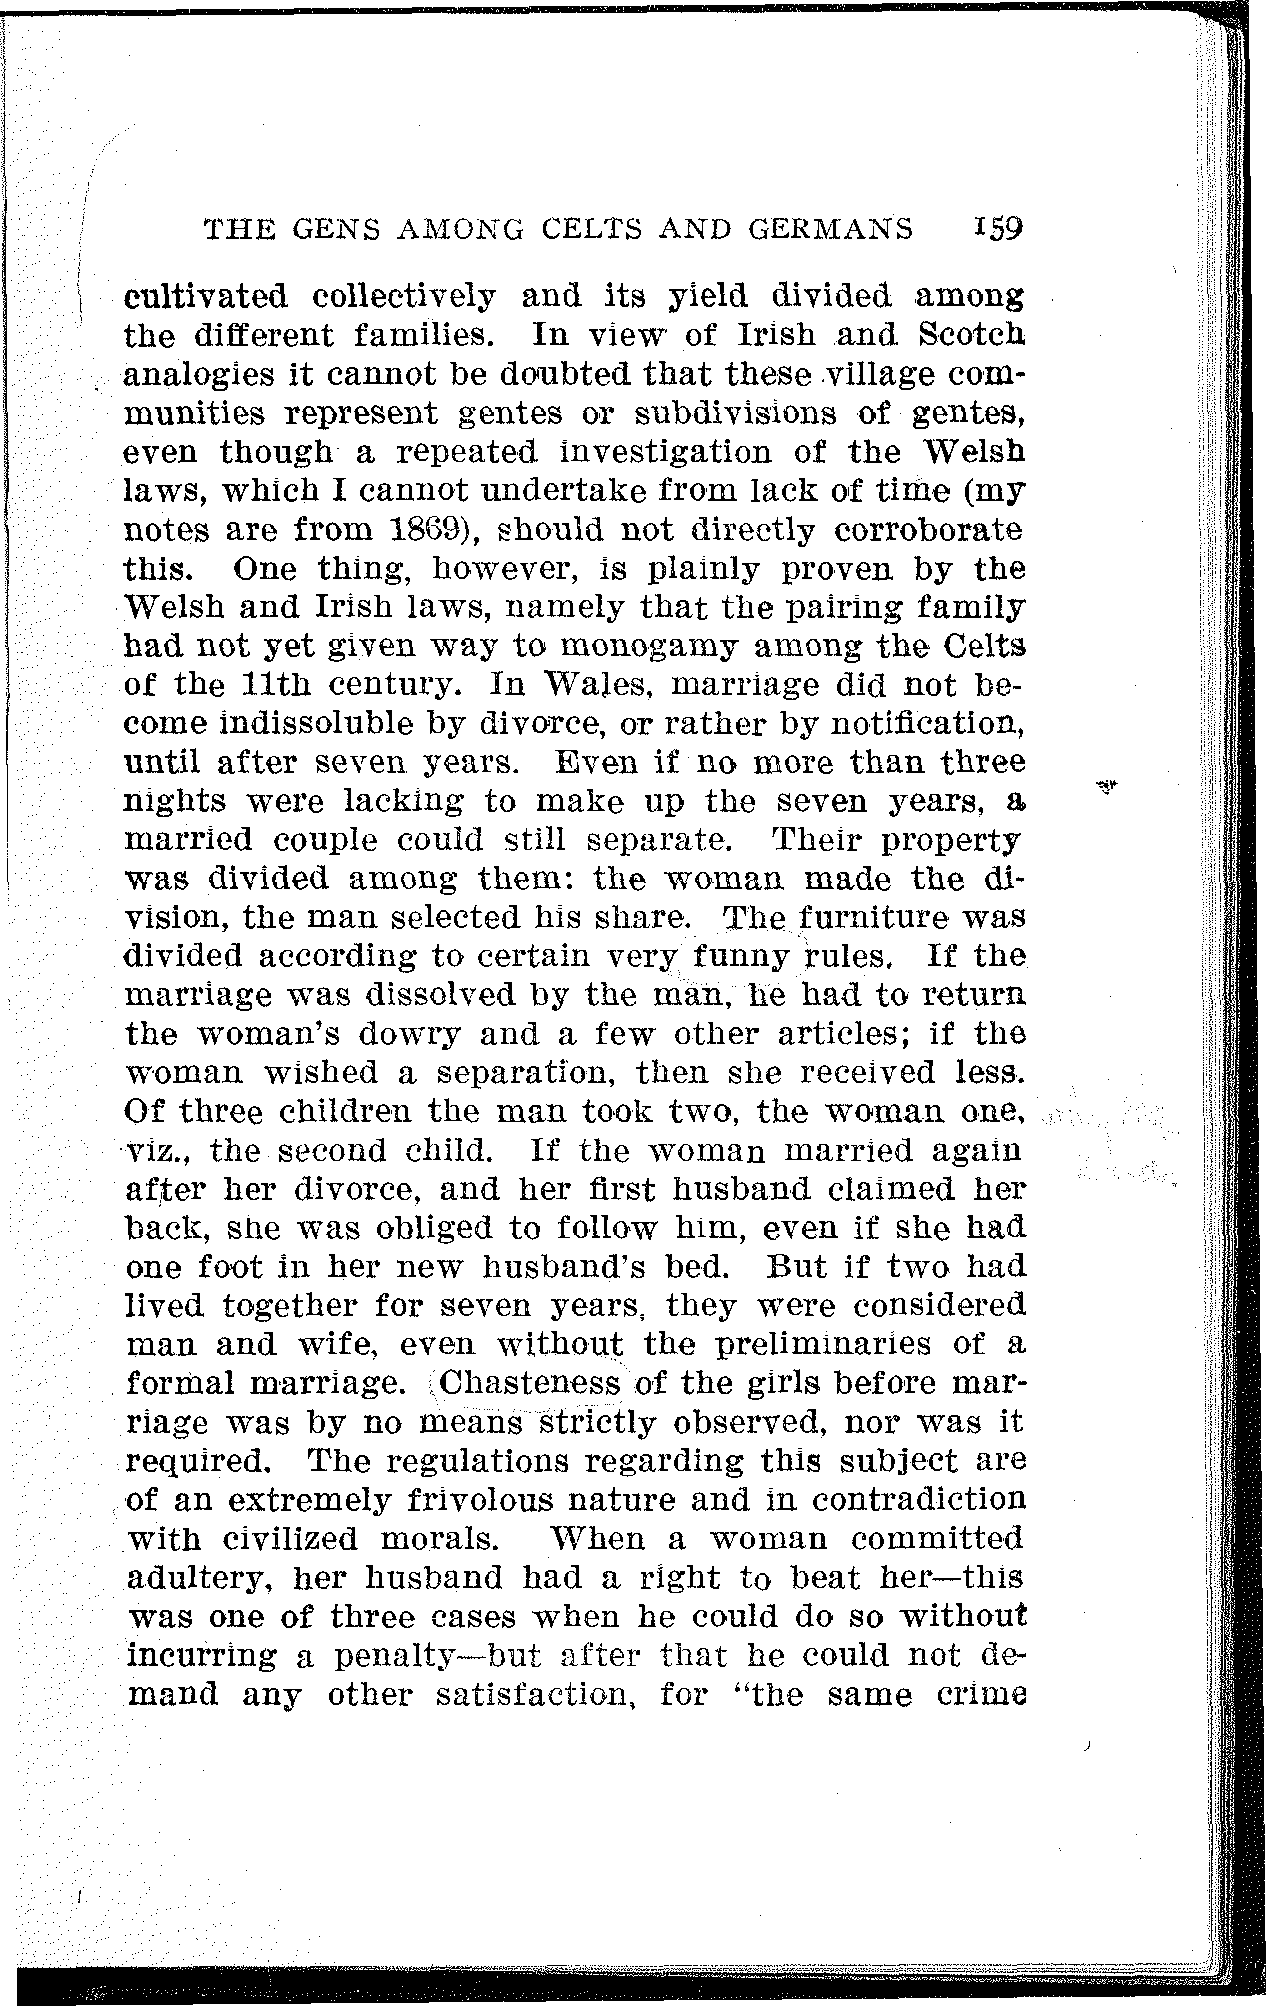 THE GENS AMONG CELTS AND GERMANS 159
cultivated collectively and its yield divided among
the different families. In view of Irish and Scotch
analogies it cannot be doubted that these village com-
munities represent gentes or subdivisions of gentes,
even though a repeated investigation of the Welsh
laws, which I cannot undertake from lack of time (my
notes are from 1869), should not directly corroborate
this. One thing, however, is plainly proven by the
Welsh and Irish laws, namely that the pairing family
had not yet given way to monogamy among the Celts
of the 11th century. In Wales, marriage did not be-
come indissoluble by divorce, or rather by notification,
until after seven years. Even if no more than three
nights were lacking to make up the seven years, a
married couple could still separate. Their property
was divided among them: the woman made the di-
vision, the man selected his share. The furniture was
divided according to certain very funny rules. If the
marriage was dissolved by the man, he had to return
the woman's dowry and a few other articles; if the
woman wished a separation, then she received less.
Of three children the man took two, the woman one,
viz., the second child. If the woman married again
after her divorce, and her first husband claimed her
back, she was obliged to follow him, even if she had
one foot in her new husband's bed. But if two had
lived together for seven years, they were considered
man and wife, even without the preliminaries of a
formal marriage. Chasteness of the girls before mar-
riage was by no means strictly observed, nor was it
required. The regulations regarding this subject are
of an extremely frivolous nature and in contradiction
with civilized morals. When a woman committed
adultery, her husband had a right to beat her—this
was one of three cases when he could do so without
incurring a penalty—but after that he could not de-
mand any other satisfaction, for "the same crime